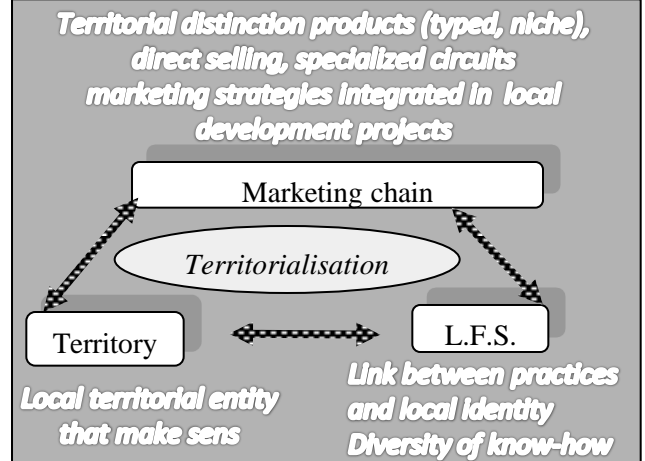 Territorial distinction products (typed, niche),
direct selling, specialized circuits
marketing strategies integrated in local
development projects
Marketing chain
Territorialisation
Territory
L.F.S.
Local territorial entity
that make sens
Link between practices
and local identity
Diversity of know-how